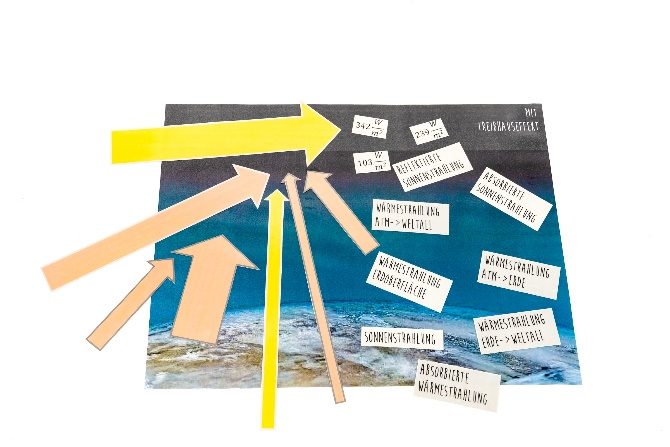 MIT
TREIBHAUSEFFEKT
342 W/m²
239 W/m²
103 W/m²
REFLEKTIERTE
SONNENSTRAHLUNG
ABSORBIERTE
SONNENSTRAHLUNG
WÄRMESTRAHLUNG
ATM->WELTALL
WÄRMESTRAHLUNG
ERDOBERFLÄCHE
WÄRMESTRAHLUNG
ATM->ERDE
SONNENSTRAHLUNG
WÄRMESTRAHLUNG
ERDE->WELTALL
ABSORBIERTE
WÄRMESTRAHLUNG